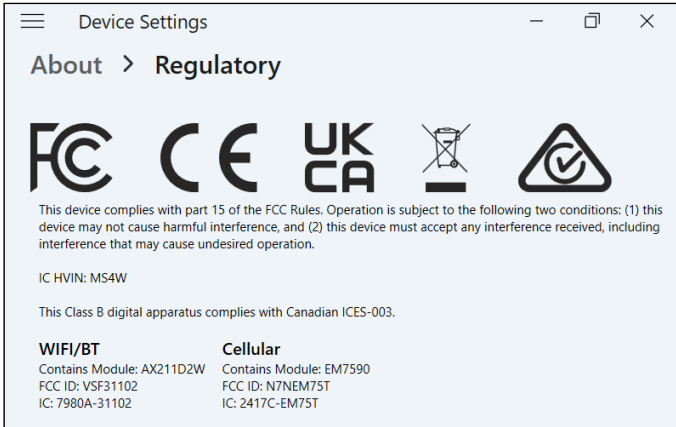 Device Settings
About > Regulatory
FC CE UK CA
This device complies with part 15 of the FCC Rules. Operation is subject to the following two conditions: (1) this
device may not cause harmful interference, and (2) this device must accept any interference received, including
interference that may cause undesired operation.
IC HVIN: MS4W
This Class B digital apparatus complies with Canadian ICES-003.
WIFI/BT
Contains Module: AX211D2W
FCC ID: VSF31102
IC: 7980A-31102
Cellular
Contains Module: EM7590
FCC ID: N7NEM75T
IC: 2417C-EM75T